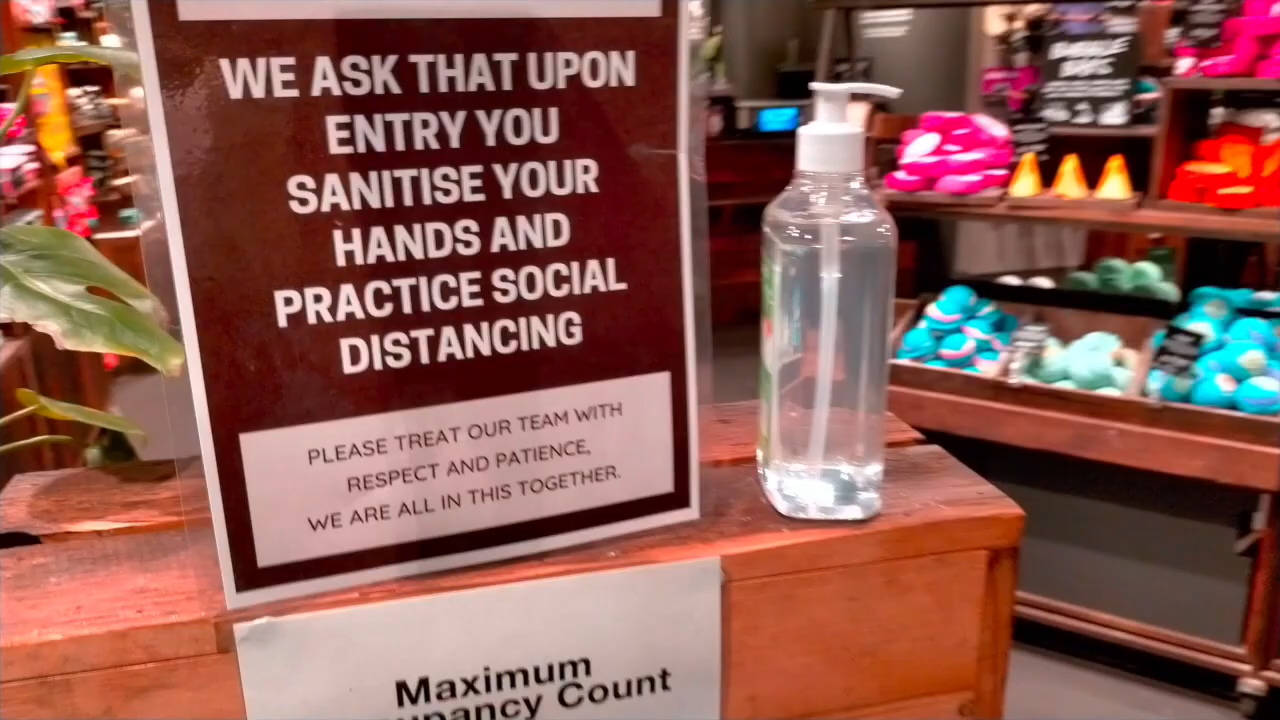 WE ASK THAT UPON
ENTRY YOU
SANITISE YOUR
HANDS AND
PRACTICE SOCIAL
DISTANCING
PLEASE TREAT OUR TEAM WITH
RESPECT AND PATIENCE,
WE ARE ALL IN THIS TOGETHER.
Maximum
Count